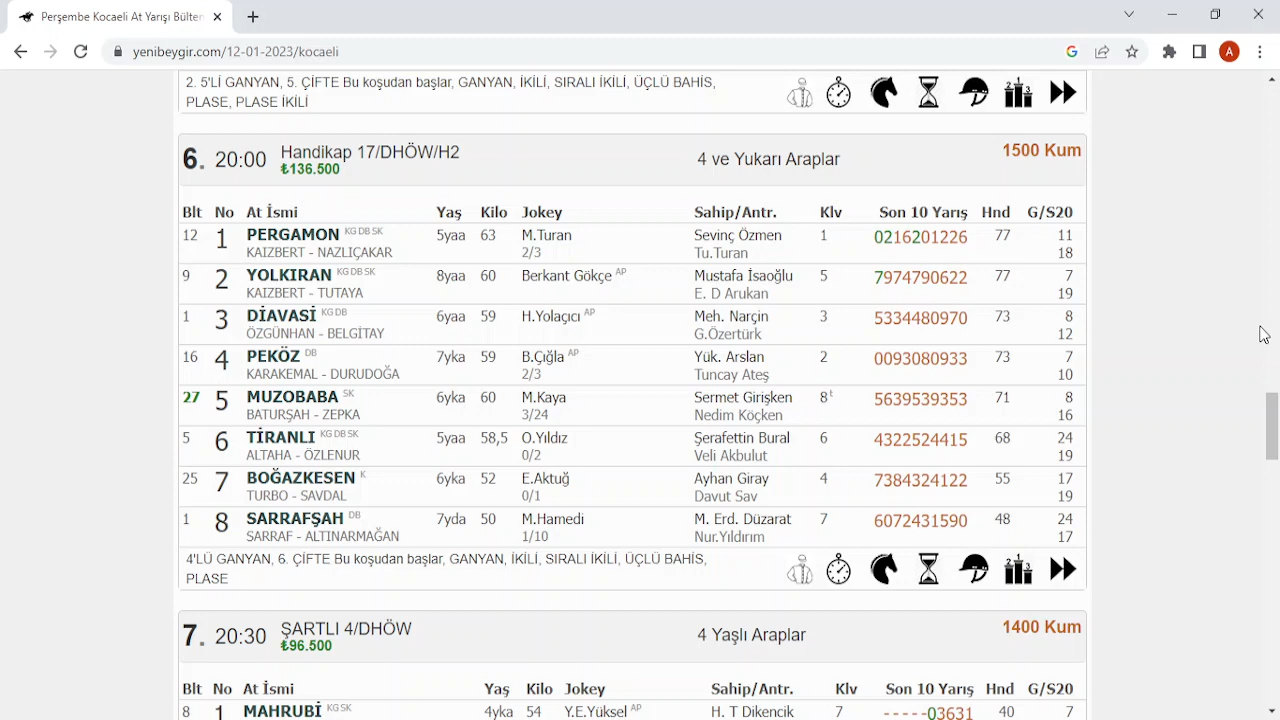 Perşembe Kocaeli At Yarışı Bülten
yenibeygir.com/12-01-2023/kocaeli
A
2. 5'Lİ GANYAN, 5. ÇİFTE Bu koşudan başlar, GANYAN, İKİLİ, SIRALI İKİLİ, ÜÇLÜ BAHİS,
PLASE, PLASE İKİLİ
6. 20:00 Handikap 17/DHÖW/H2 4 ve Yukarı Araplar 1500 Kum
₺136.500
Blt No At İsmi Yaş Kilo Jokey Sahip/Antr. Klv Son 10 Yarış Hnd G/S20
12 1 PERGAMON KG DB SK 5yaa 63 M.Turan Sevinç Özmen 1 0216201226 77 11
KAIZBERT - NAZLIÇAKAR 2/3 Tu.Turan 18
9 2 YOLKIRAN KG DB SK 8yaa 60 Berkant Gökçe AP Mustafa İsaoğlu 5 7974790622 77 7
KAIZBERT - TUTAYA E. D Arukan 19
1 3 DİAVASİ KG DB 6yaa 59 H.Yolaçıcı AP Meh. Narçin 3 5334480970 73 8
ÖZGÜNHAN - BELGİTAY G.Özertürk 12
16 4 PEKÖZ DB 7yka 59 B.Çığla AP Yük. Arslan 2 0093080933 73 7
KARAKEMAL - DURUDOĞA 2/3 Tuncay Ateş 10
27 5 MUZOBABA SK 6yka 60 M.Kaya Sermet Girişken 8 t 5639539353 71 8
BATURŞAH - ZEPKA 3/24 Nedim Köçken 16
5 6 TİRANLI KG DB SK 5yaa 58,5 O.Yıldız Şerafettin Bural 6 4322524415 68 24
ALTAHA - ÖZLENUR 0/2 Veli Akbulut 19
25 7 BOĞAZKESEN K 6yka 52 E.Aktuğ Ayhan Giray 4 7384324122 55 17
TURBO - SAVDAL 0/1 Davut Sav 19
1 8 SARRAFŞAH DB 7yda 50 M.Hamedi M. Erd. Düzarat 7 6072431590 48 24
SARRAF - ALTINARMAĞAN 1/10 Nur.Yıldırım 17
4'LÜ GANYAN, 6. ÇİFTE Bu koşudan başlar, GANYAN, İKİLİ, SIRALI İKİLİ, ÜÇLÜ BAHİS,
PLASE
7. 20:30 ŞARTLI 4/DHÖW 4 Yaşlı Araplar 1400 Kum
₺96.500
Blt No At İsmi Yaş Kilo Jokey Sahip/Antr. Klv Son 10 Yarış Hnd G/S20
8 1 MAHRUBİ KG SK 4yka 54 Y.E.Yüksel AP H. T Dikencik 7 - - - - - 03631 40 7